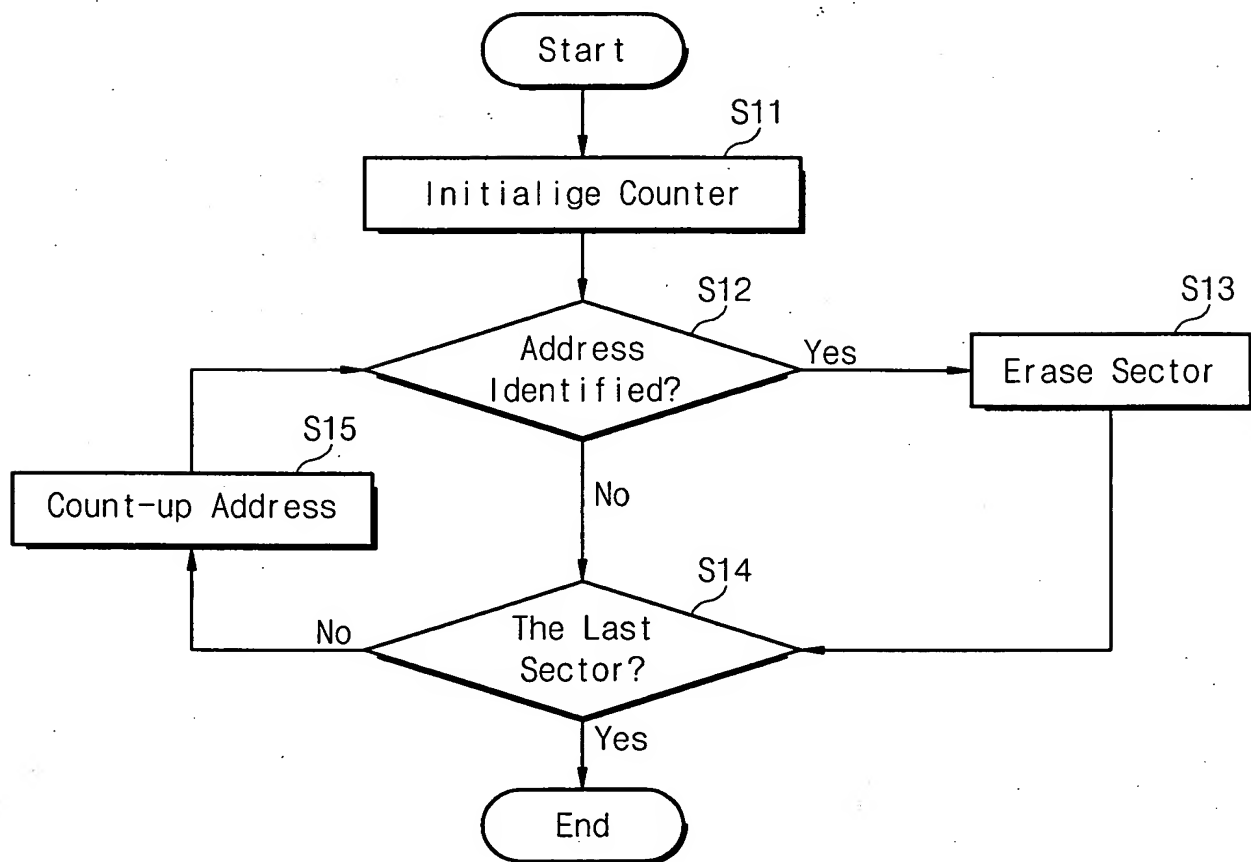 Start
S11
Initialige Counter
S12
Address
Identified?
Yes
S13
Erase Sector
S15
Count-up Address
No
S14
The Last
Sector?
No
Yes
End